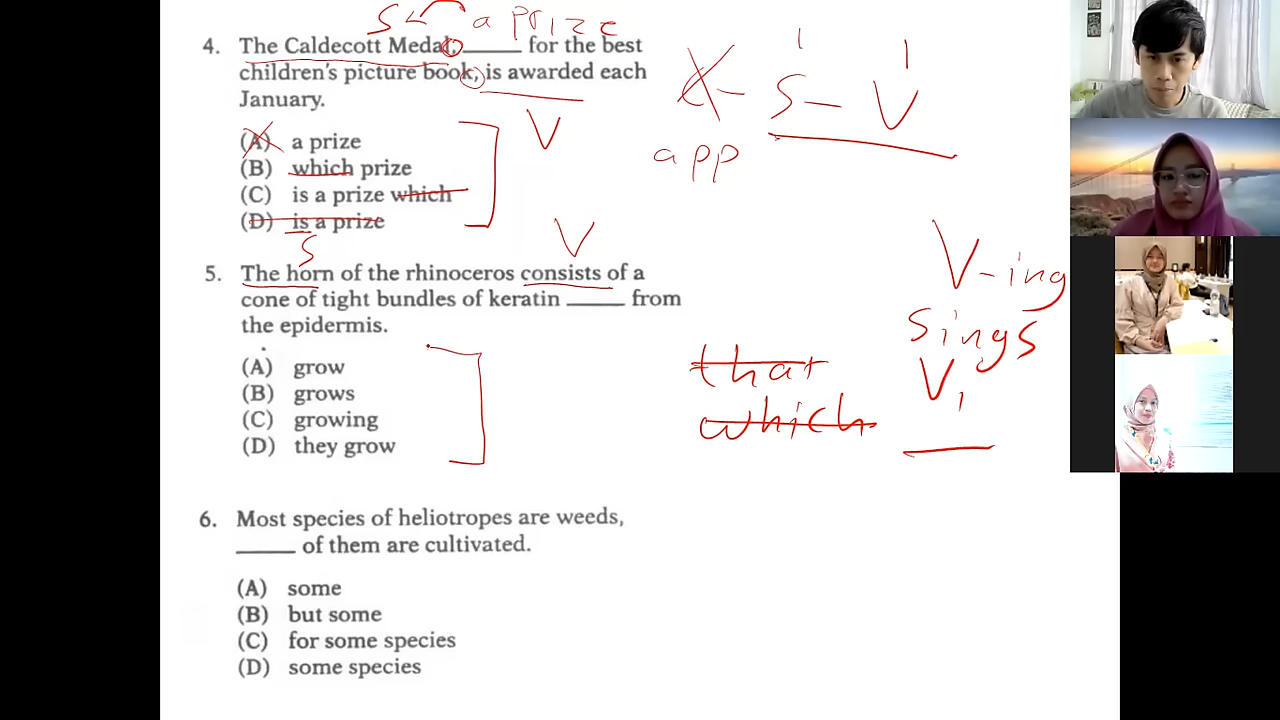 S a prize
4. The Caldecott Medal, _____ for the best
children's picture book, is awarded each
January.
(A) a prize
(B) which prize
(C) is a prize which
(D) is a prize
V
X - S - V
app
S V
5. The horn of the rhinoceros consists of a
cone of tight bundles of keratin _____ from
the epidermis.
(A) grow
(B) grows
(C) growing
(D) they grow
V-ing
sings
that V1
which
6. Most species of heliotropes are weeds,
_____ of them are cultivated.
(A) some
(B) but some
(C) for some species
(D) some species